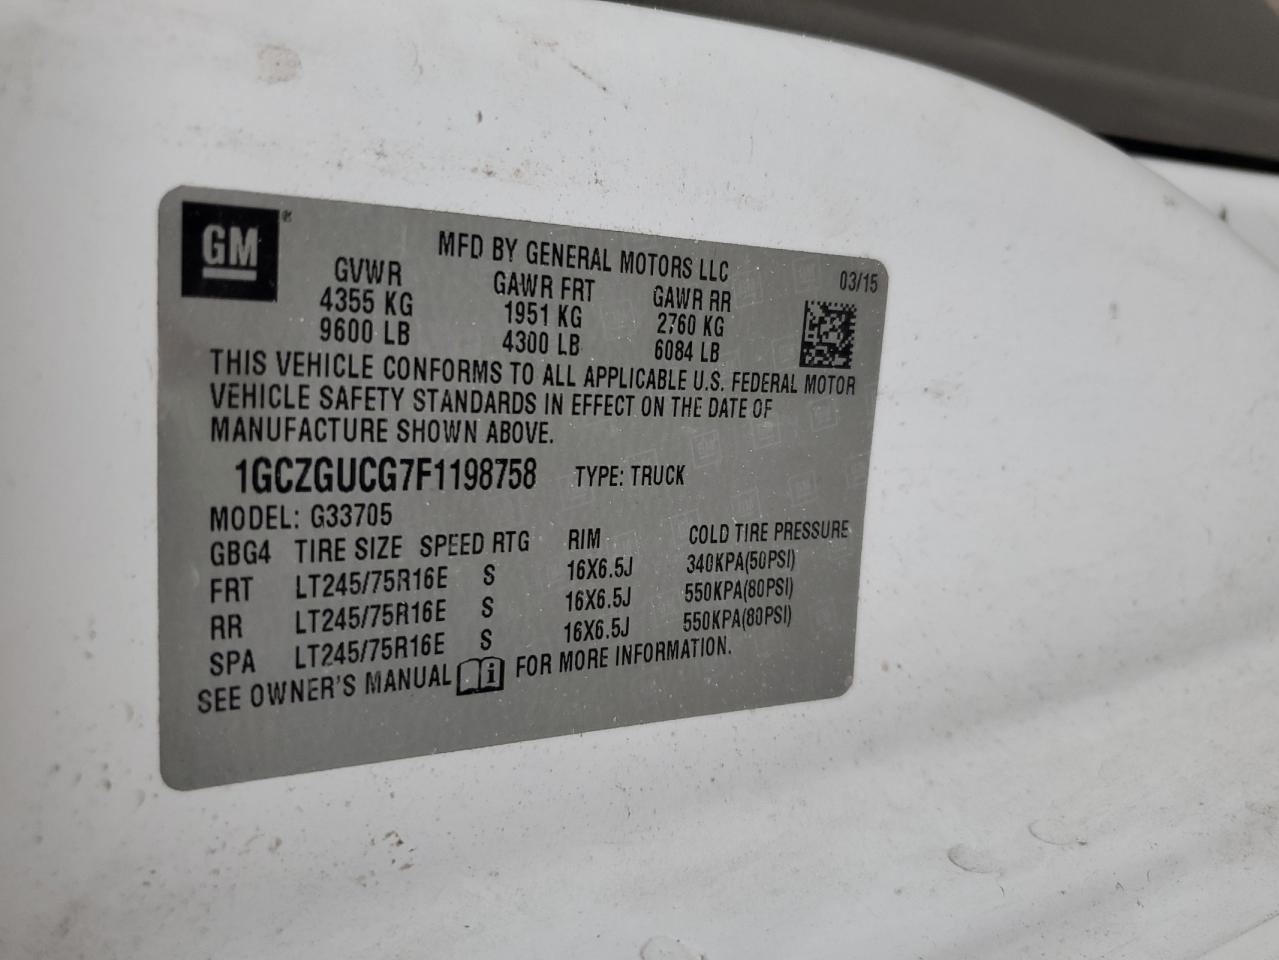 GM ®
MFD BY GENERAL MOTORS LLC
03/15
GVWR GAWR FRT GAWR RR
4355 KG 1951 KG 2760 KG
9600 LB 4300 LB 6084 LB
THIS VEHICLE CONFORMS TO ALL APPLICABLE U.S. FEDERAL MOTOR
VEHICLE SAFETY STANDARDS IN EFFECT ON THE DATE OF
MANUFACTURE SHOWN ABOVE.
1GCZGUCG7F1198758 TYPE: TRUCK
MODEL: G33705
GBG4 TIRE SIZE SPEED RTG RIM COLD TIRE PRESSURE
FRT LT245/75R16E S 16X6.5J 340KPA(50PSI)
RR LT245/75R16E S 16X6.5J 550KPA(80PSI)
SPA LT245/75R16E S 16X6.5J 550KPA(80PSI)
SEE OWNER'S MANUAL i FOR MORE INFORMATION.